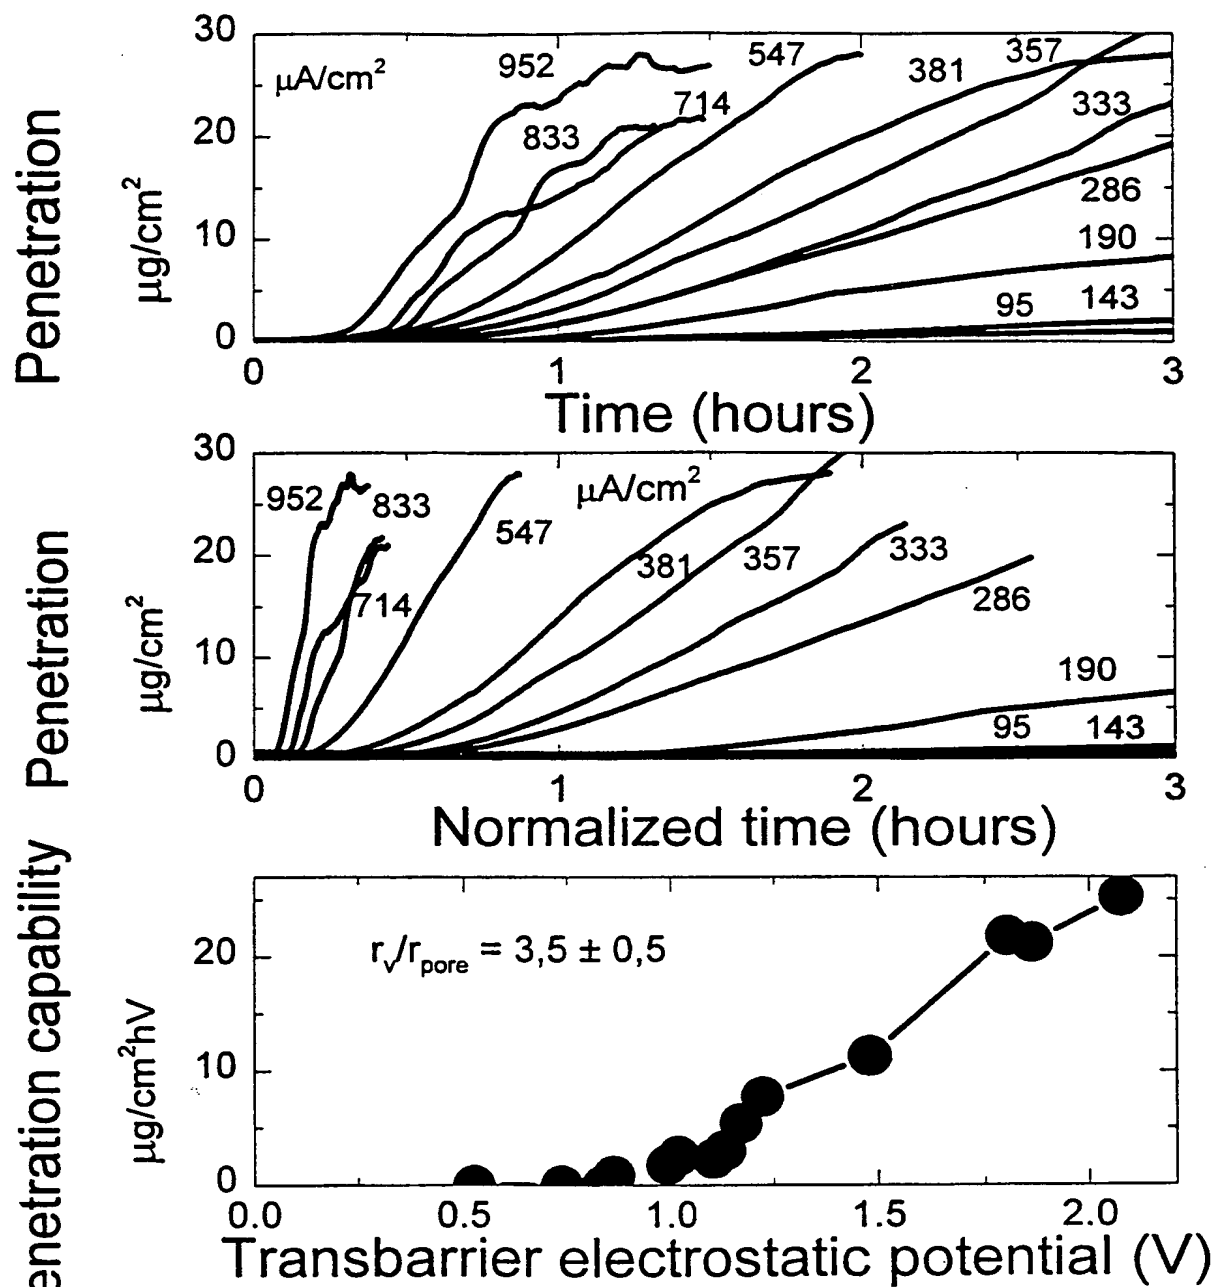 Penetration
μg/cm²
30
20
10
0
μA/cm²
952
833
714
547
381
357
333
286
190
95
143
0 1 2 3
Time (hours)
Penetration
μg/cm²
30
20
10
0
μA/cm²
952
833
714
547
381
357
333
286
190
95
143
0 1 2 3
Normalized time (hours)
enetration capability
μg/cm²hV
20
10
0
rᵥ/rpore = 3,5 ± 0,5
0.0 0.5 1.0 1.5 2.0
Transbarrier electrostatic potential (V)